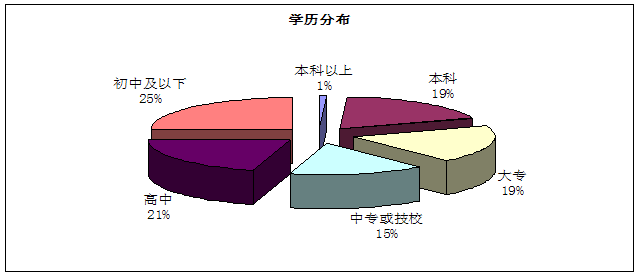 学历分布
本科以上
1%
本科
19%
大专
19%
中专或技校
15%
高中
21%
初中及以下
25%